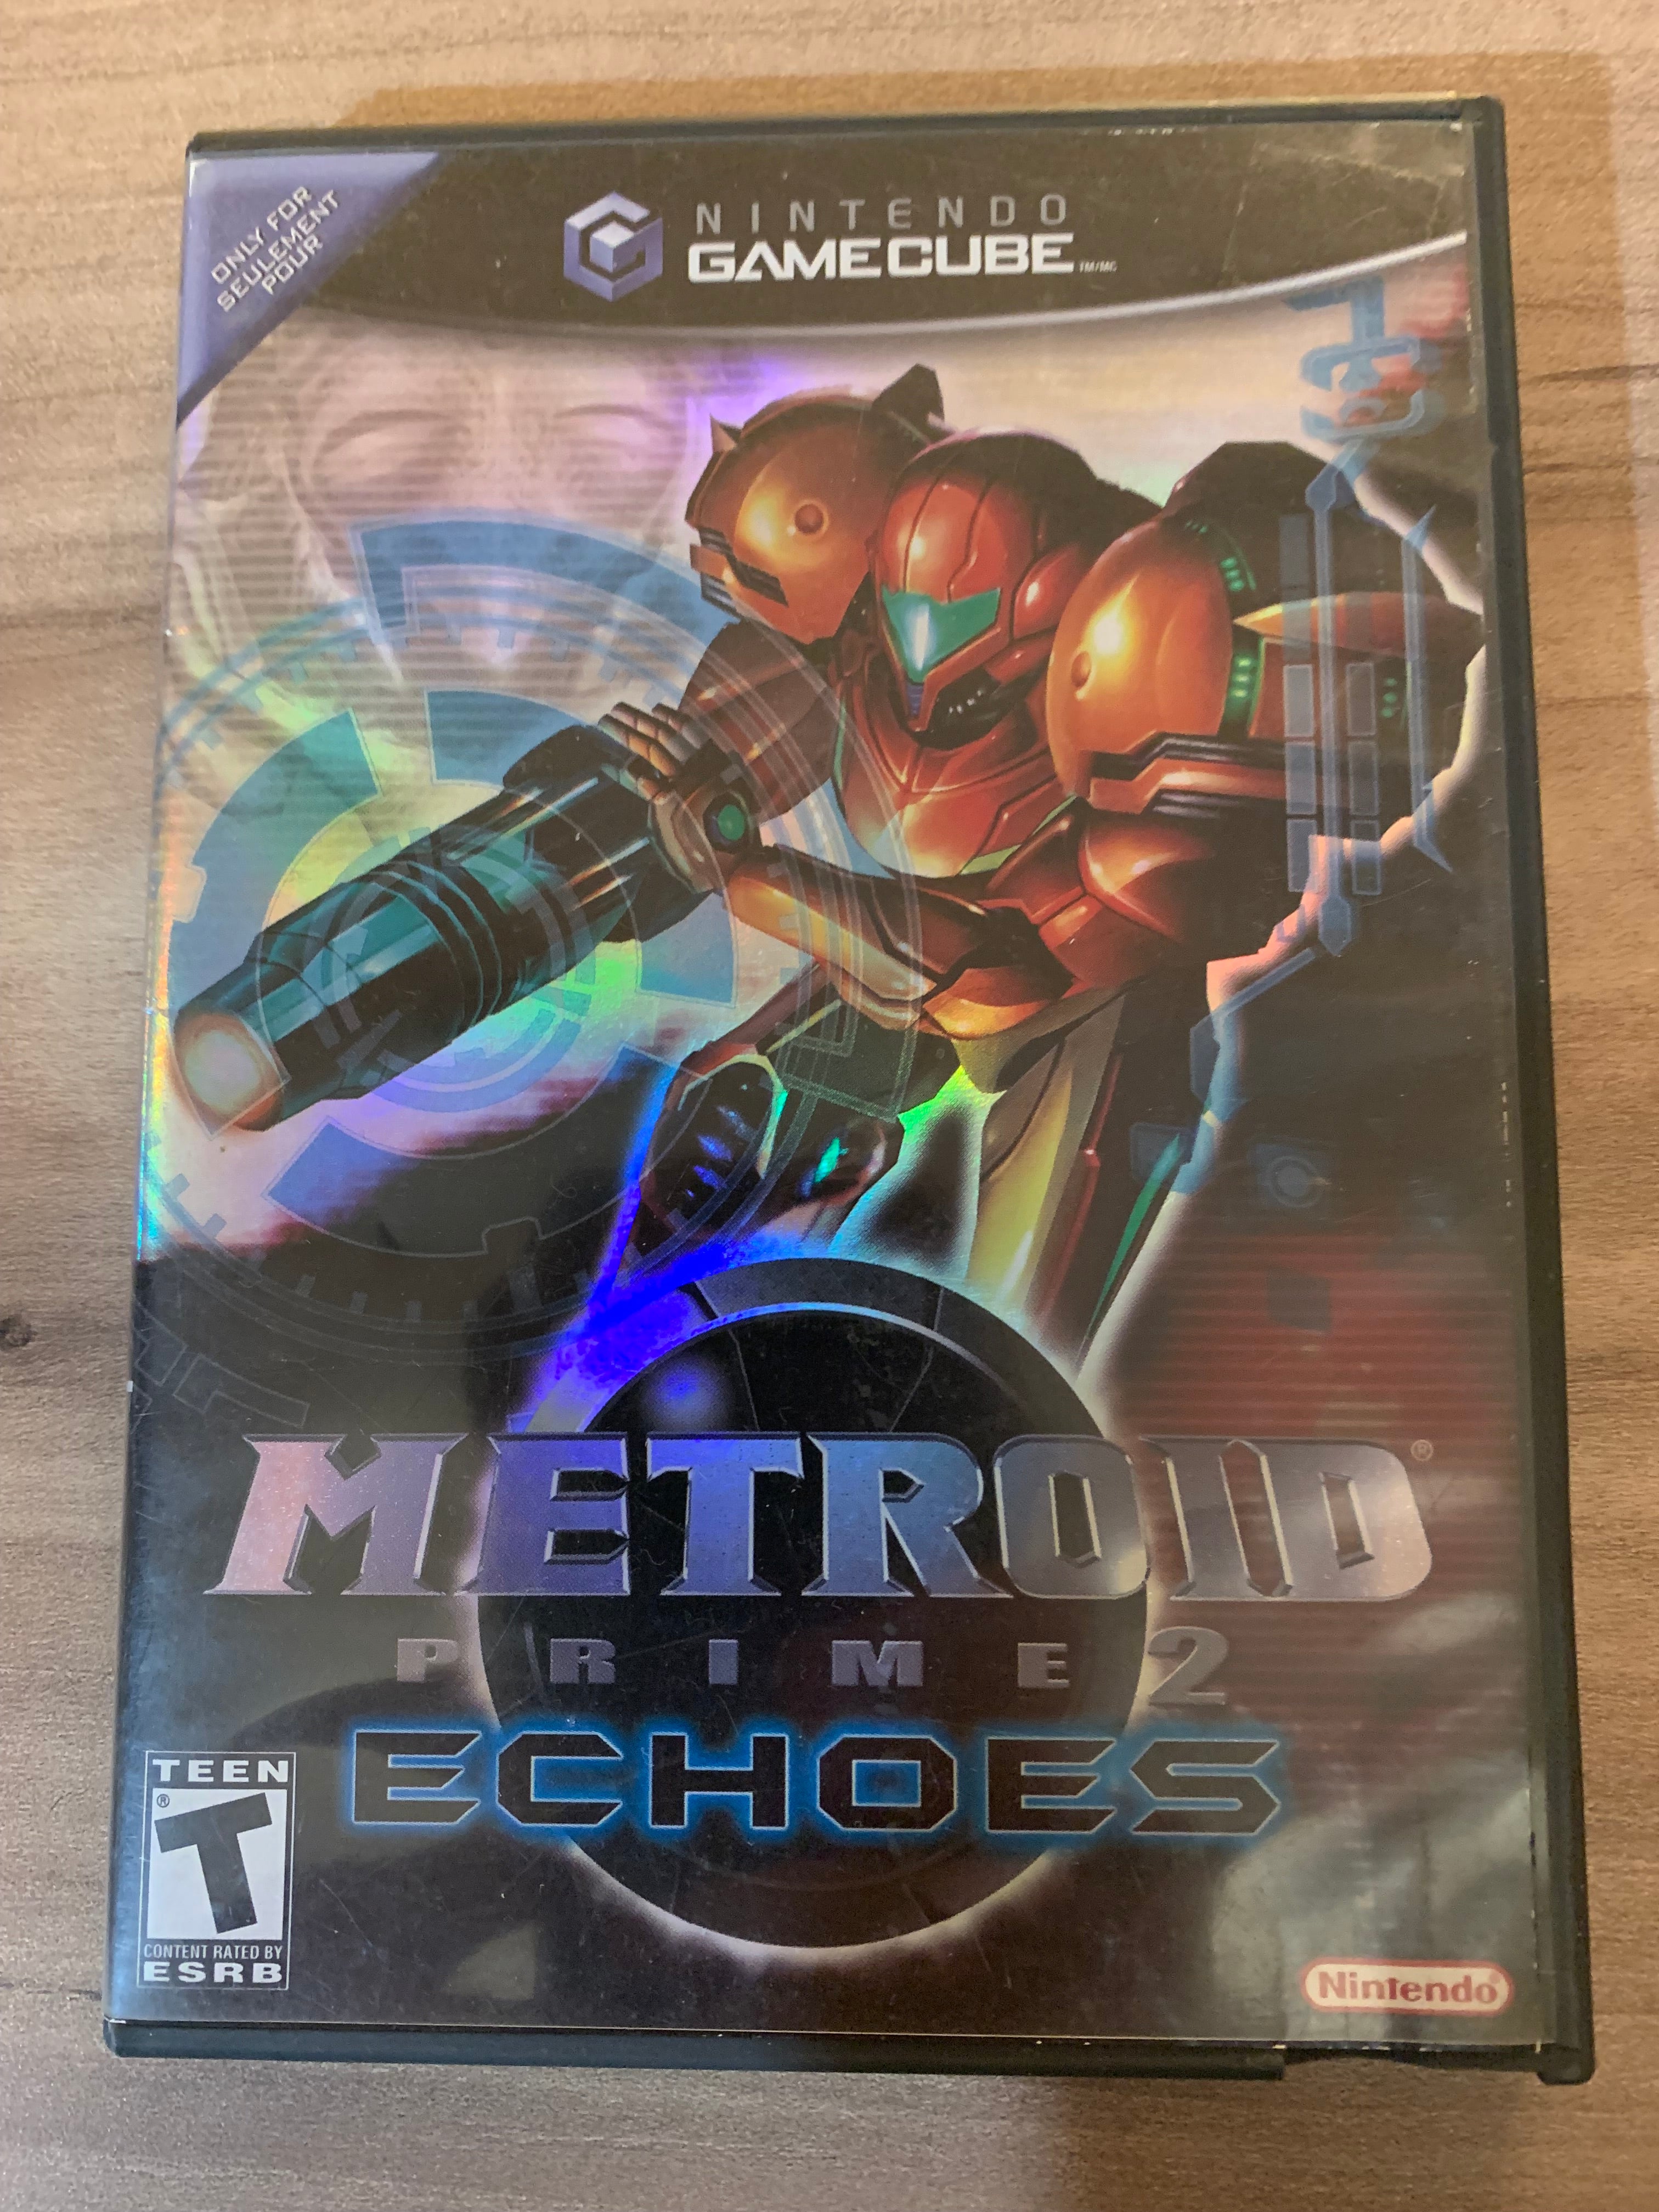 ONLY FOR
SEULEMENT
POUR
NINTENDO
GAMECUBE TM/MC
METROID®
PRIME 2
ECHOES
TEEN
T®
CONTENT RATED BY
ESRB
Nintendo®